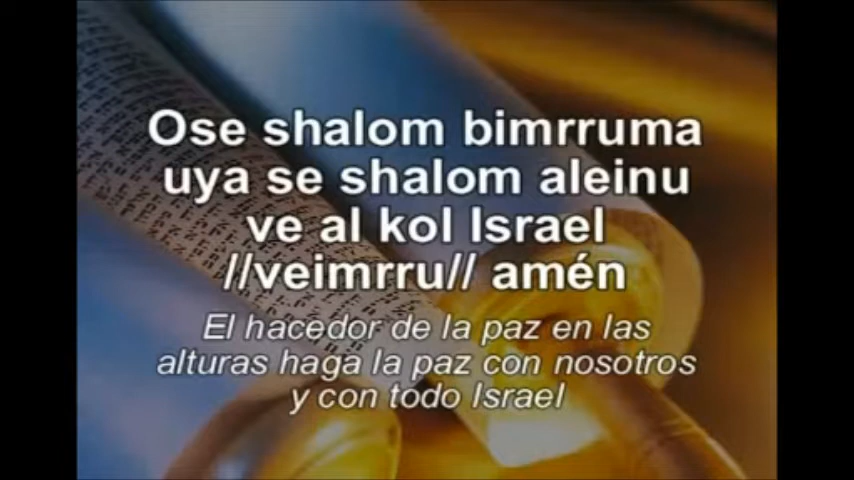 Ose shalom bimrruma
uya se shalom aleinu
ve al kol Israel
//veimrru// amén
El hacedor de la paz en las
alturas haga la paz con nosotros
y con todo Israel